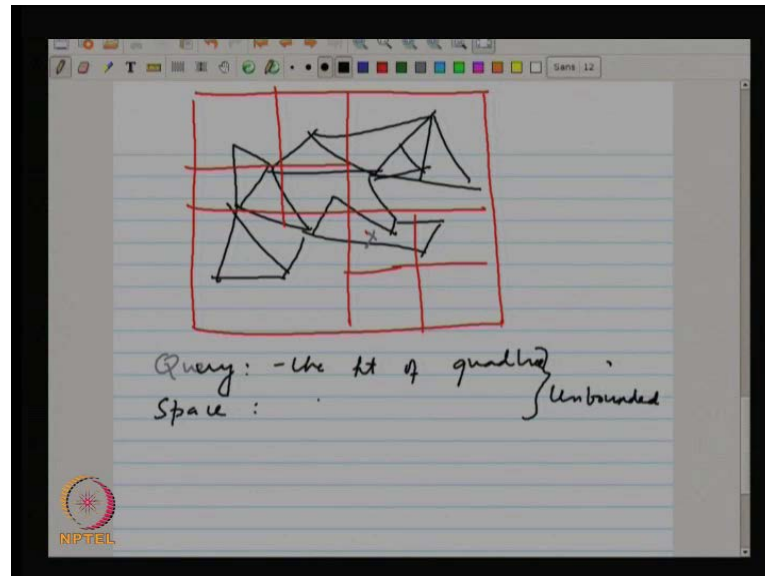 T
Sans 12
Query: - the ht of quadtree } Unbounded
Space :
NPTEL